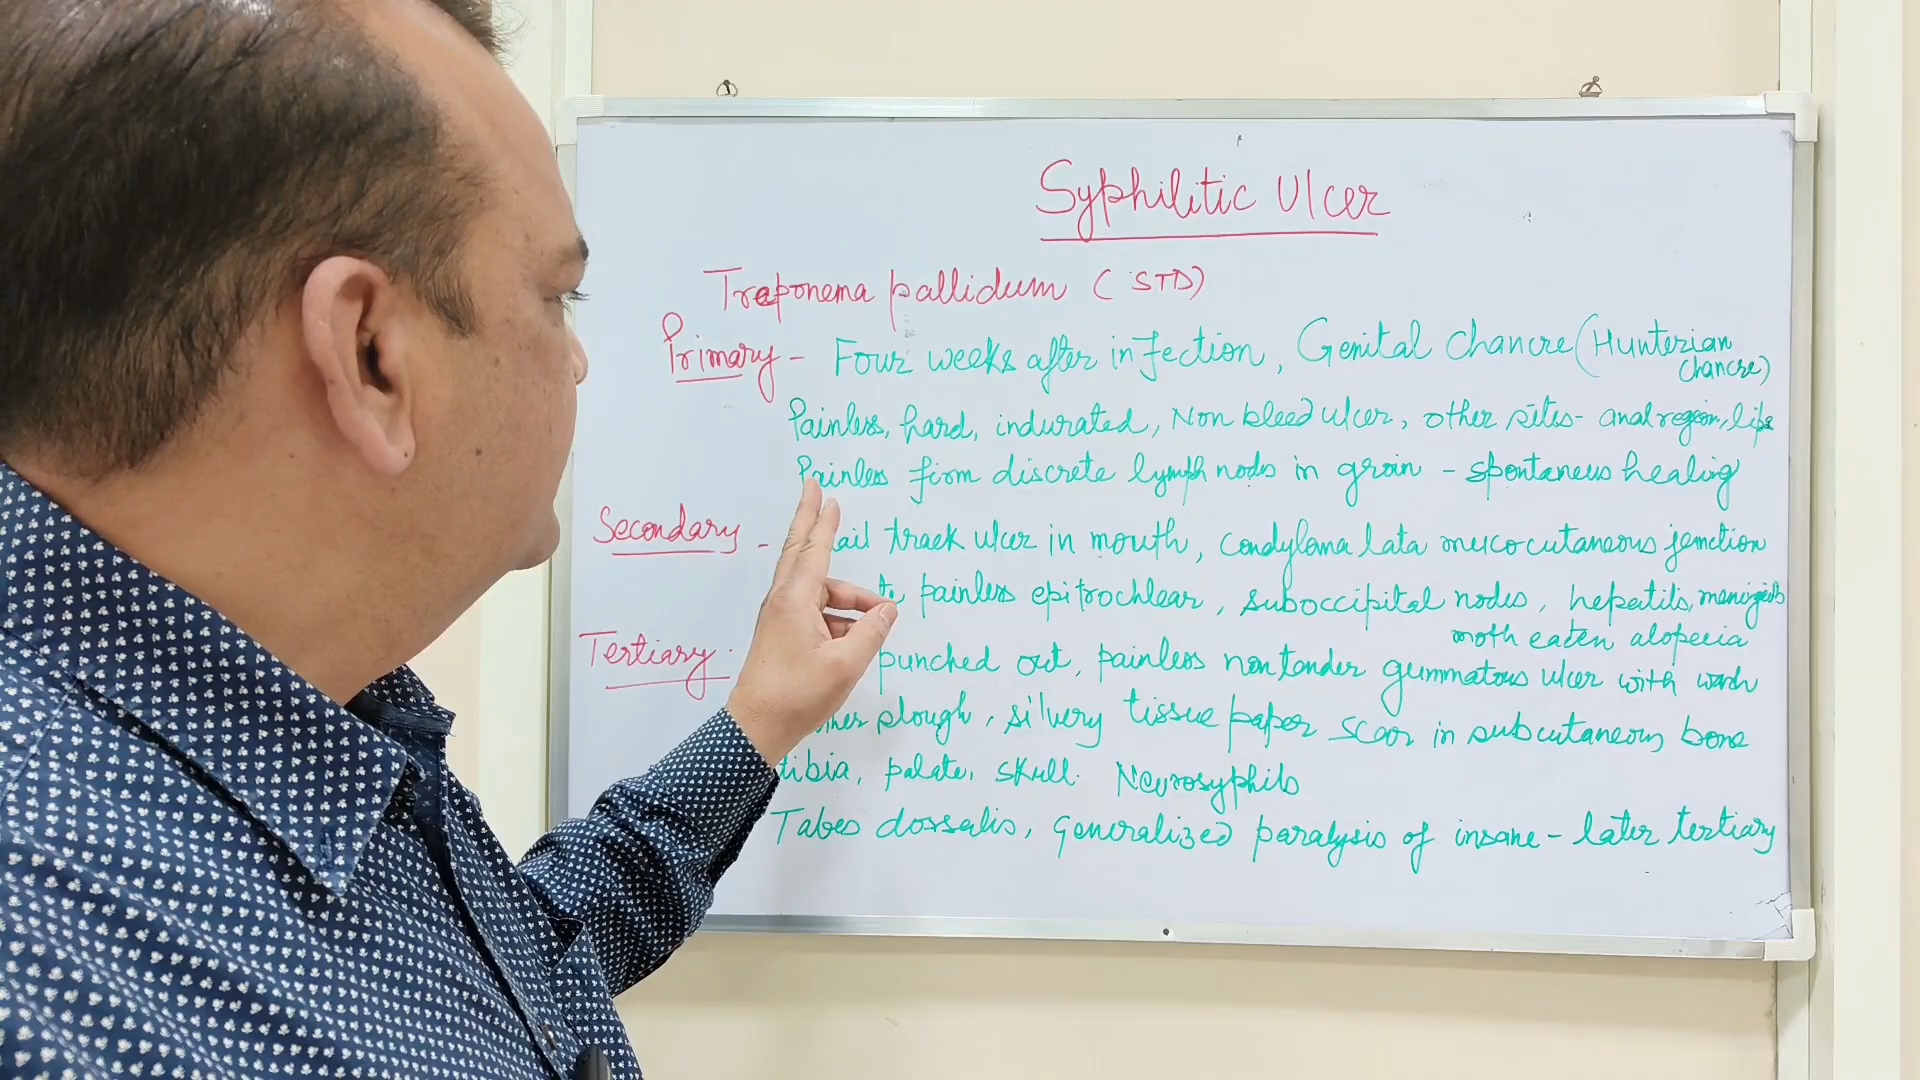 Syphilitic Ulcer
Treponema pallidum (STD)
Primary - Four weeks after infection, Genital Chancre (Hunterian
chancre)
Painless, hard, indurated, Non bleed ulcer, other sites - anal region, lips
Painless firm discrete lymph nodes in groin - spontaneus healing
Secondary - ail track ulcer in mouth, condyloma lata mucocutaneous junction
painless epitrochlear, suboccipital nodes, hepatitis,
moth eaten alopecia
Tertiary punched out, painless nontender gummatous ulcer with wash
plough, silvery tissue paper scar in subcutaneous bone
tibia, palate, skull. Neurosyphilis
Tabes dorsalis, Generalized paralysis of insane - later tertiary